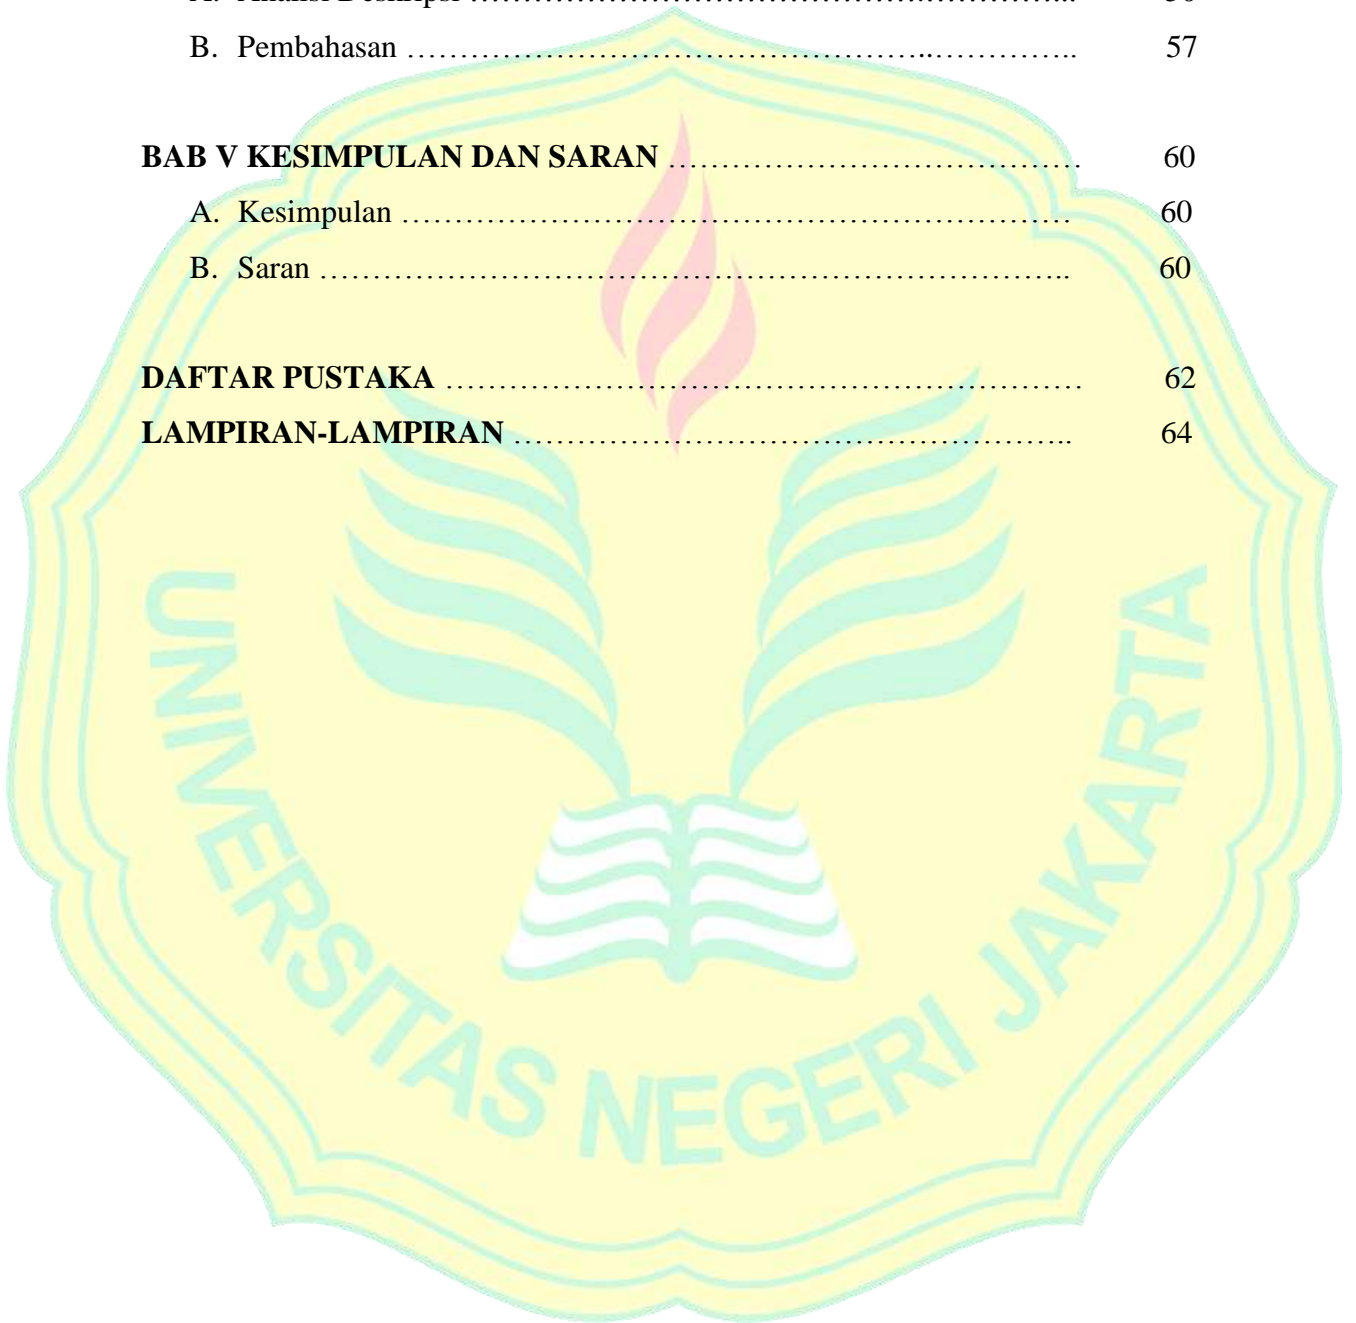 B. Pembahasan ……………………………………………..………….. 57
BAB V KESIMPULAN DAN SARAN ………………………………… 60
A. Kesimpulan ………………………………………………………. 60
B. Saran …………………………………………………………….. 60
DAFTAR PUSTAKA …………………………………………………… 62
LAMPIRAN-LAMPIRAN …………………………………………….. 64
UNIVERSITAS NEGERI JAKARTA